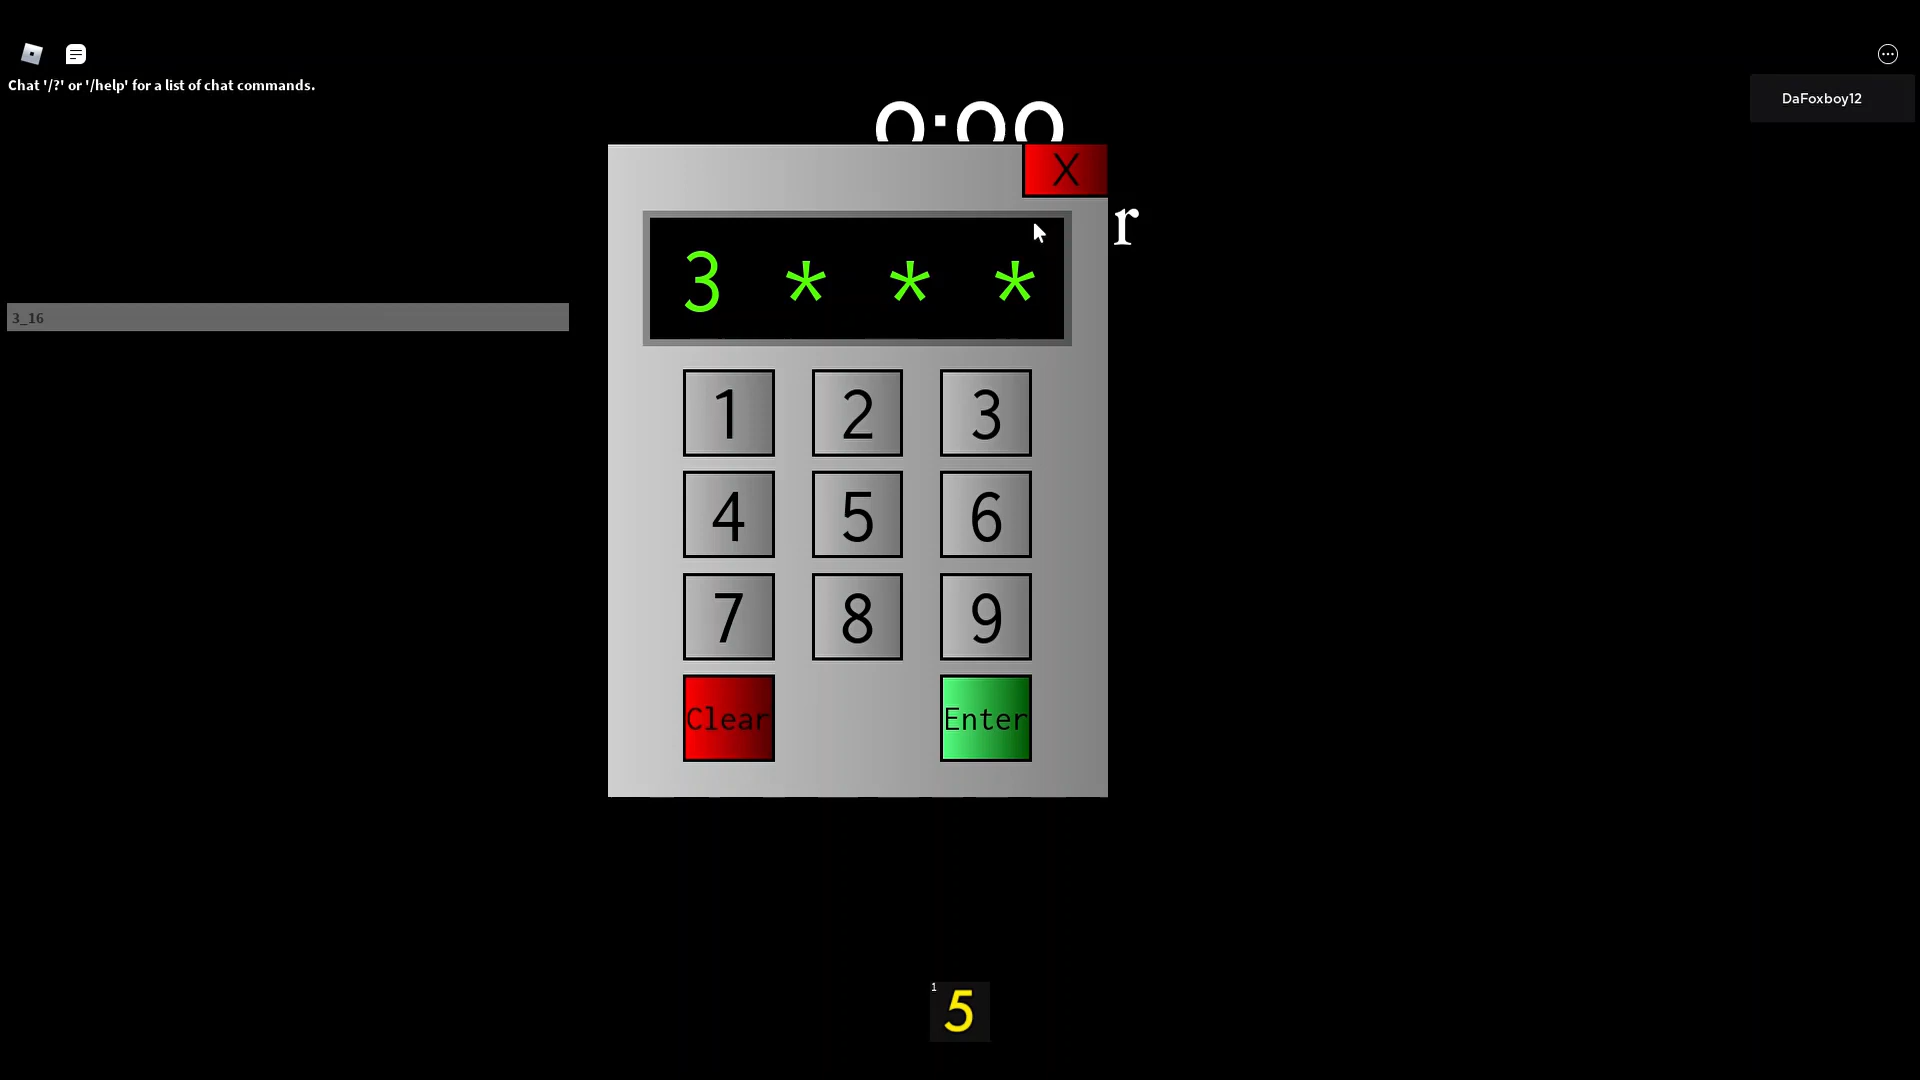 Chat '/?' or '/help' for a list of chat commands.
DaFoxboy12
0:00
X
r
3 * * *
3_16
1 2 3
4 5 6
7 8 9
Clear Enter
1
5